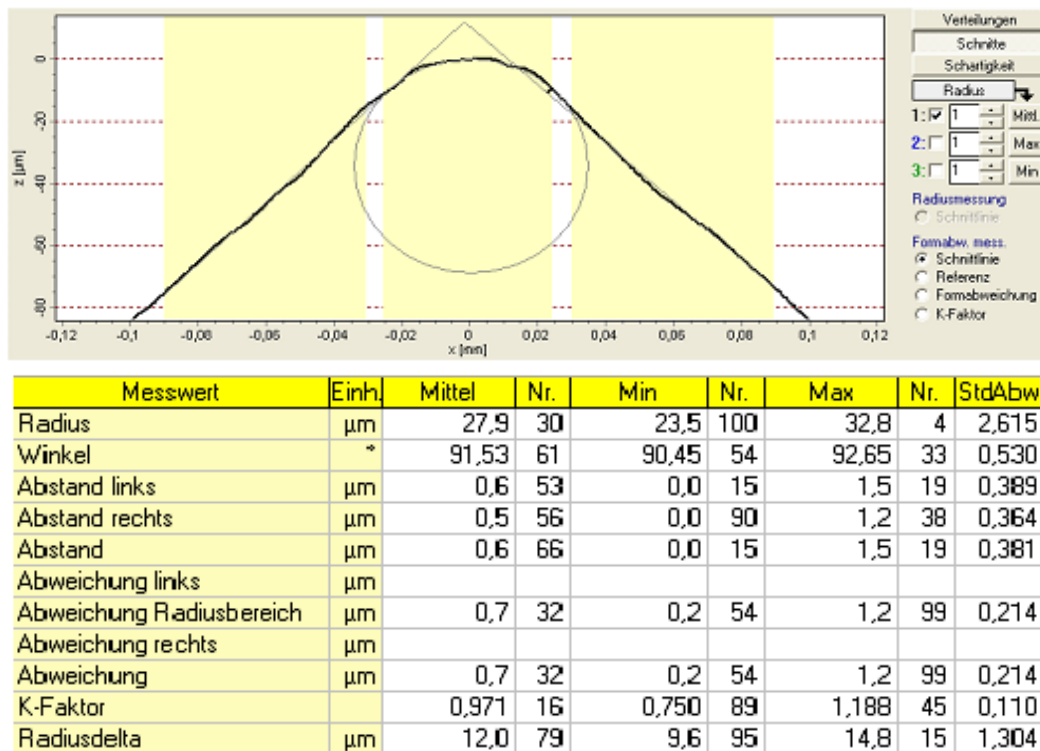 Verteilungen
Schnitte
Schartigkeit
Radius
1: 1 Mittl.
2: 1 Max
3: 1 Min
Radiusmessung
Schnittlinie
Formabw. mess.
Schnittlinie
Referenz
Formabweichung
K-Faktor
z [µm]
0
-20
-40
-60
-80
-0,12 -0,1 -0,08 -0,06 -0,04 -0,02 0 0,02 0,04 0,06 0,08 0,1 0,12
x [mm]
Messwert Einh. Mittel Nr. Min Nr. Max Nr. StdAbw
Radius µm 27,9 30 23,5 100 32,8 4 2,615
Winkel ° 91,53 61 90,45 54 92,65 33 0,530
Abstand links µm 0,6 53 0,0 15 1,5 19 0,389
Abstand rechts µm 0,5 56 0,0 90 1,2 38 0,364
Abstand µm 0,6 66 0,0 15 1,5 19 0,381
Abweichung links µm
Abweichung Radiusbereich µm 0,7 32 0,2 54 1,2 99 0,214
Abweichung rechts µm
Abweichung µm 0,7 32 0,2 54 1,2 99 0,214
K-Faktor 0,971 16 0,750 89 1,188 45 0,110
Radiusdelta µm 12,0 79 9,6 95 14,8 15 1,304